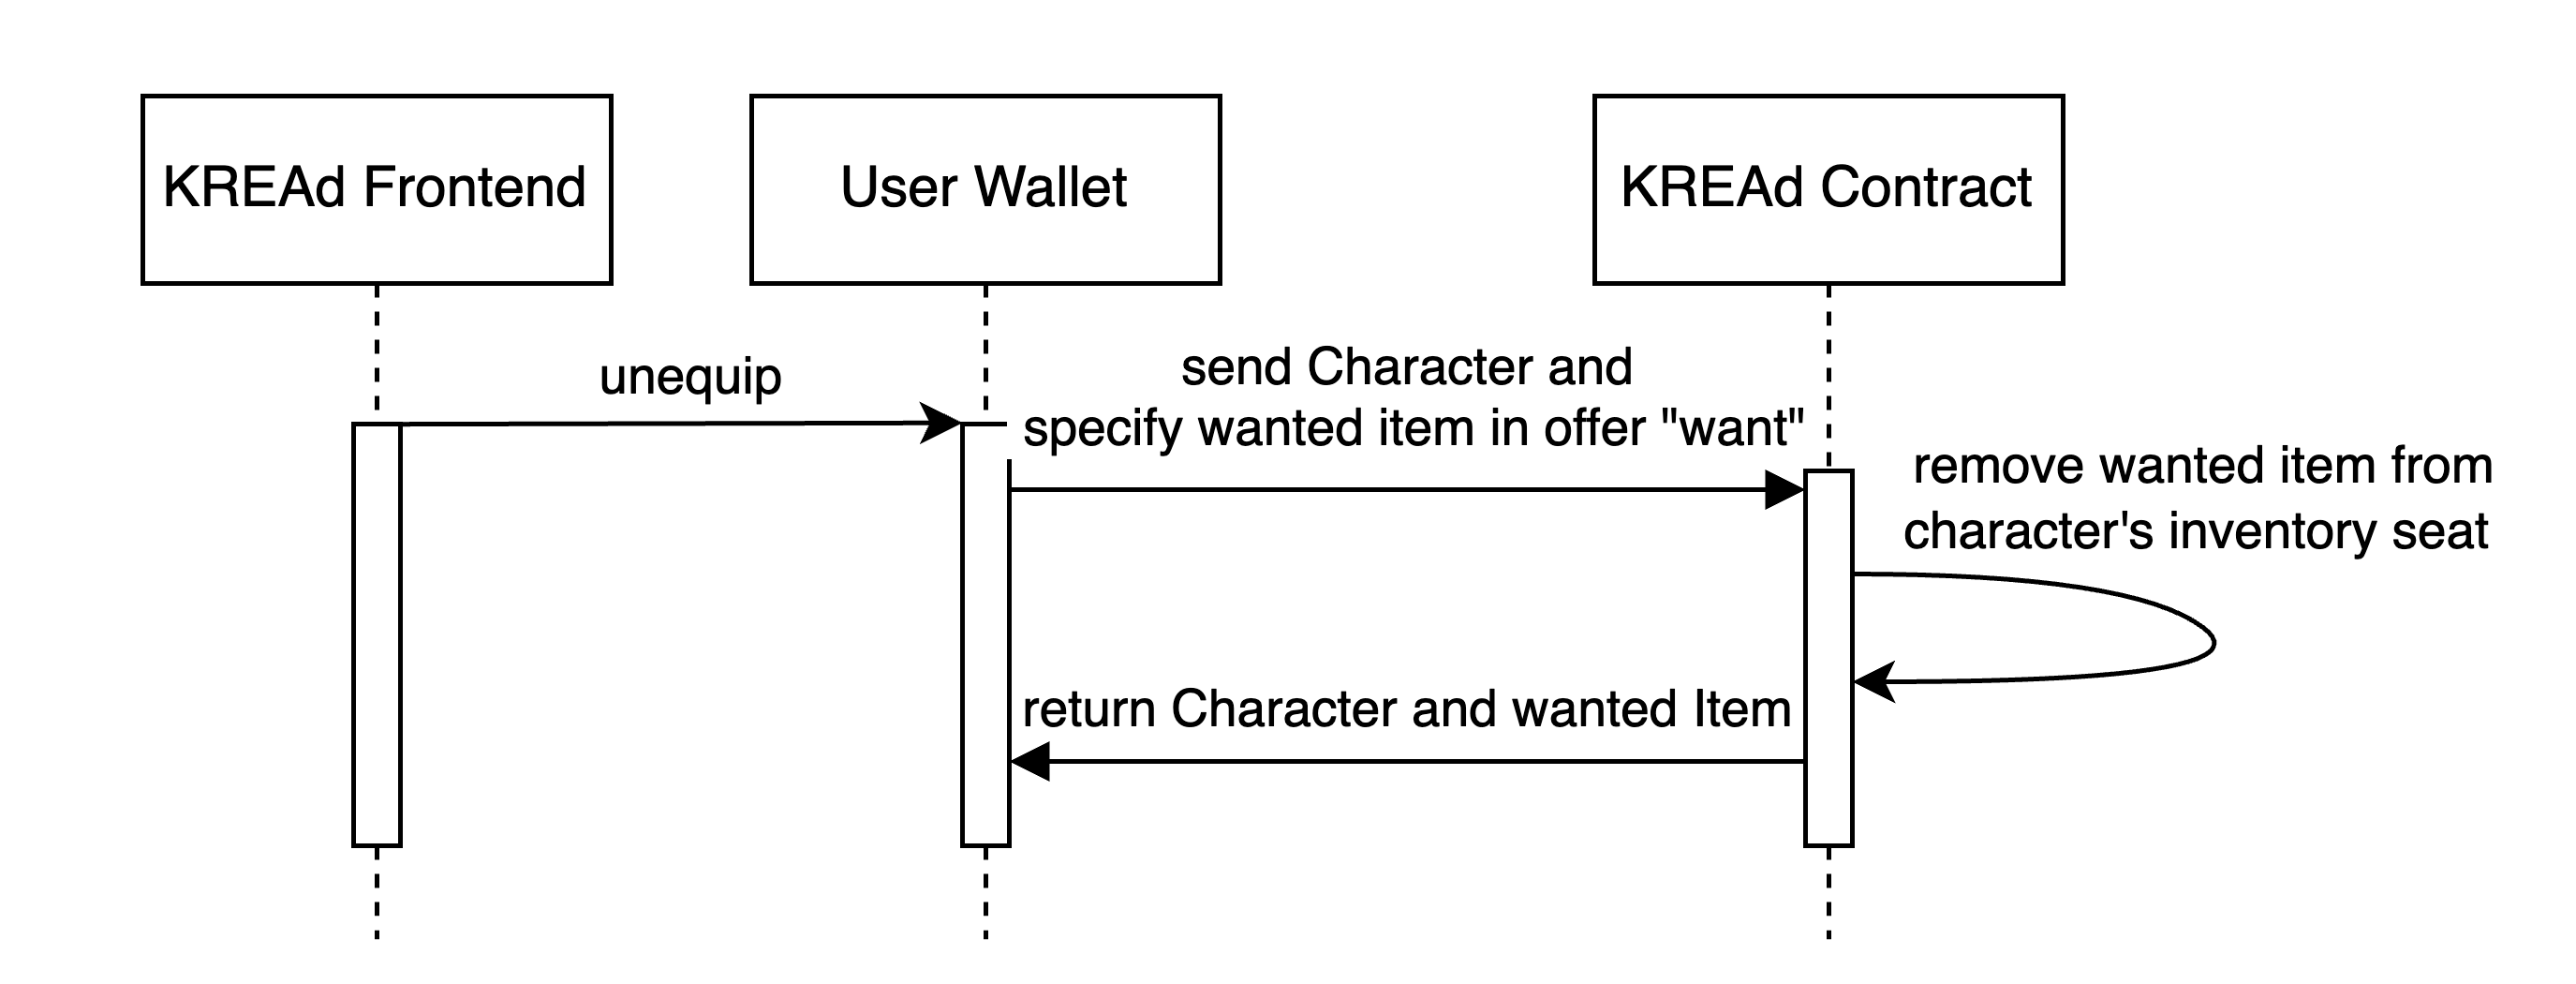 KREAd Frontend
User Wallet
KREAd Contract
unequip
send Character and
specify wanted item in offer "want"
remove wanted item from
character's inventory seat
return Character and wanted Item